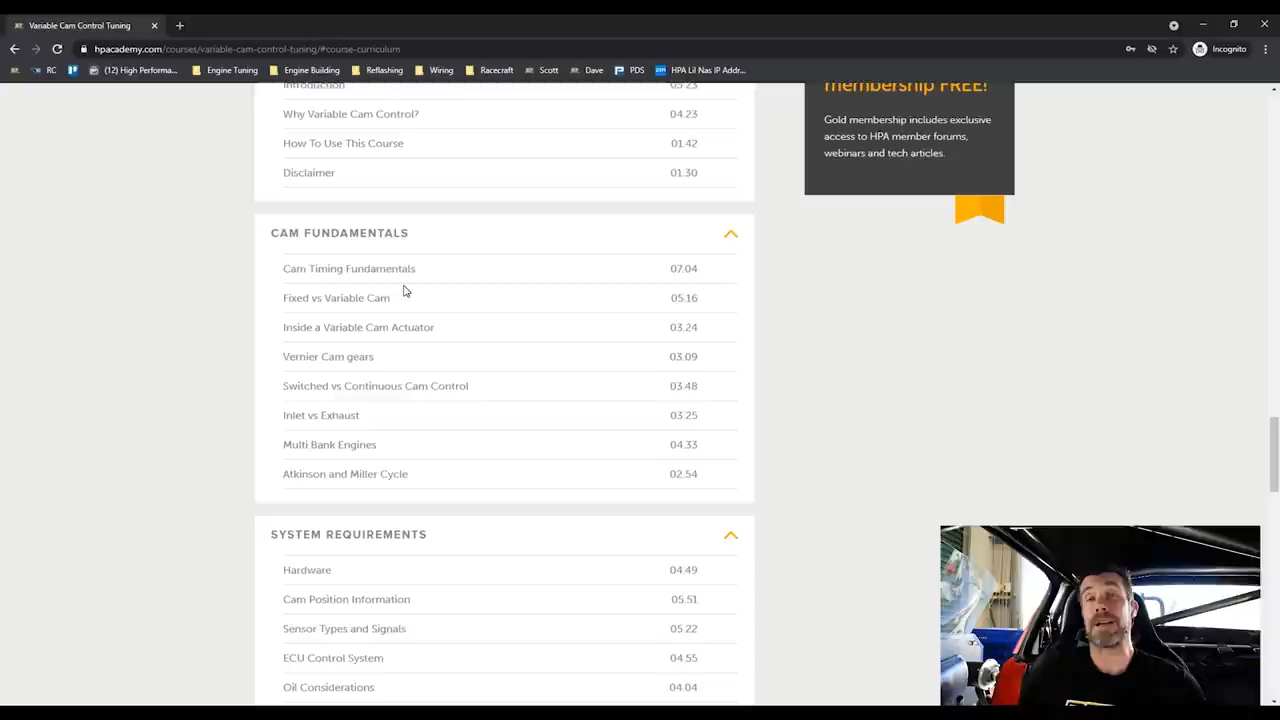 Variable Cam Control Tuning
hpacademy.com/courses/variable-cam-control-tuning/#course-curriculum
Incognito
RC
(12) High Performa...
Engine Tuning
Engine Building
Reflashing
Wiring
Racecraft
Scott
Dave
PDS
HPA Lil Nas IP Addr...
Introduction 05:23
Why Variable Cam Control? 04.23
How To Use This Course 01.42
Disclaimer 01.30
CAM FUNDAMENTALS
Cam Timing Fundamentals 07.04
Fixed vs Variable Cam 05.16
Inside a Variable Cam Actuator 03.24
Vernier Cam gears 03.09
Switched vs Continuous Cam Control 03.48
Inlet vs Exhaust 03:25
Multi Bank Engines 04.33
Atkinson and Miller Cycle 02.54
SYSTEM REQUIREMENTS
Hardware 04:49
Cam Position Information 05.51
Sensor Types and Signals 05:22
ECU Control System 04.55
Oil Considerations 04.04
membership FREE!
Gold membership includes exclusive
access to HPA member forums,
webinars and tech articles.